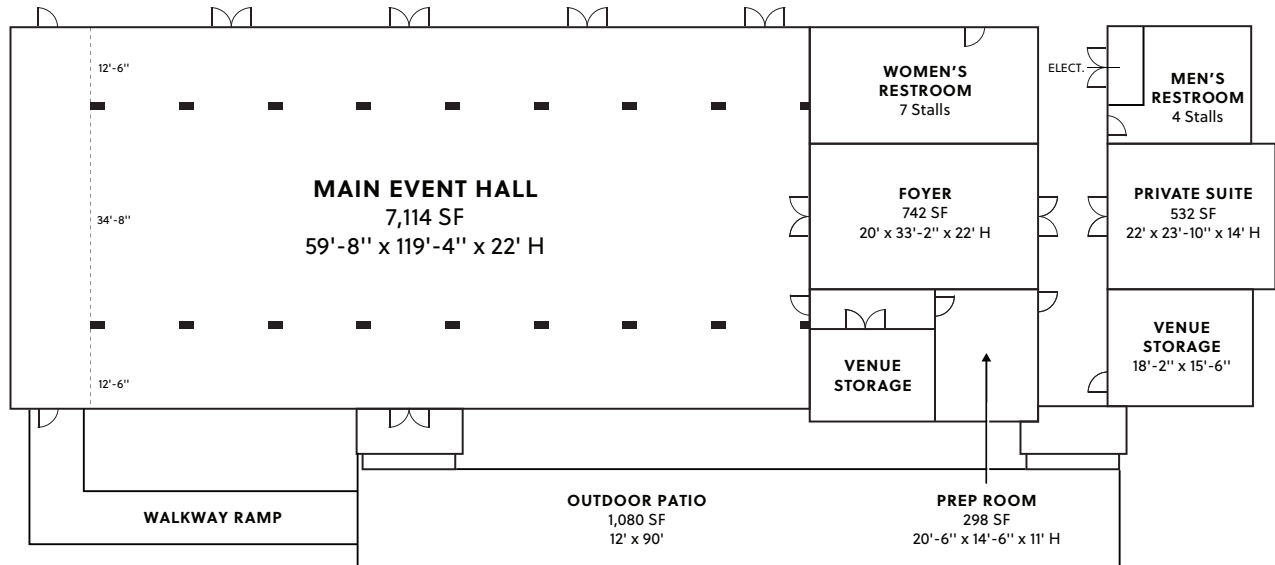 12'-6''
34'-8''
12'-6''
MAIN EVENT HALL
7,114 SF
59'-8'' x 119'-4'' x 22' H
WOMEN'S
RESTROOM
7 Stalls
ELECT.
MEN'S
RESTROOM
4 Stalls
FOYER
742 SF
20' x 33'-2'' x 22' H
PRIVATE SUITE
532 SF
22' x 23'-10'' x 14' H
VENUE
STORAGE
VENUE
STORAGE
18'-2'' x 15'-6''
WALKWAY RAMP
OUTDOOR PATIO
1,080 SF
12' x 90'
PREP ROOM
298 SF
20'-6'' x 14'-6'' x 11' H